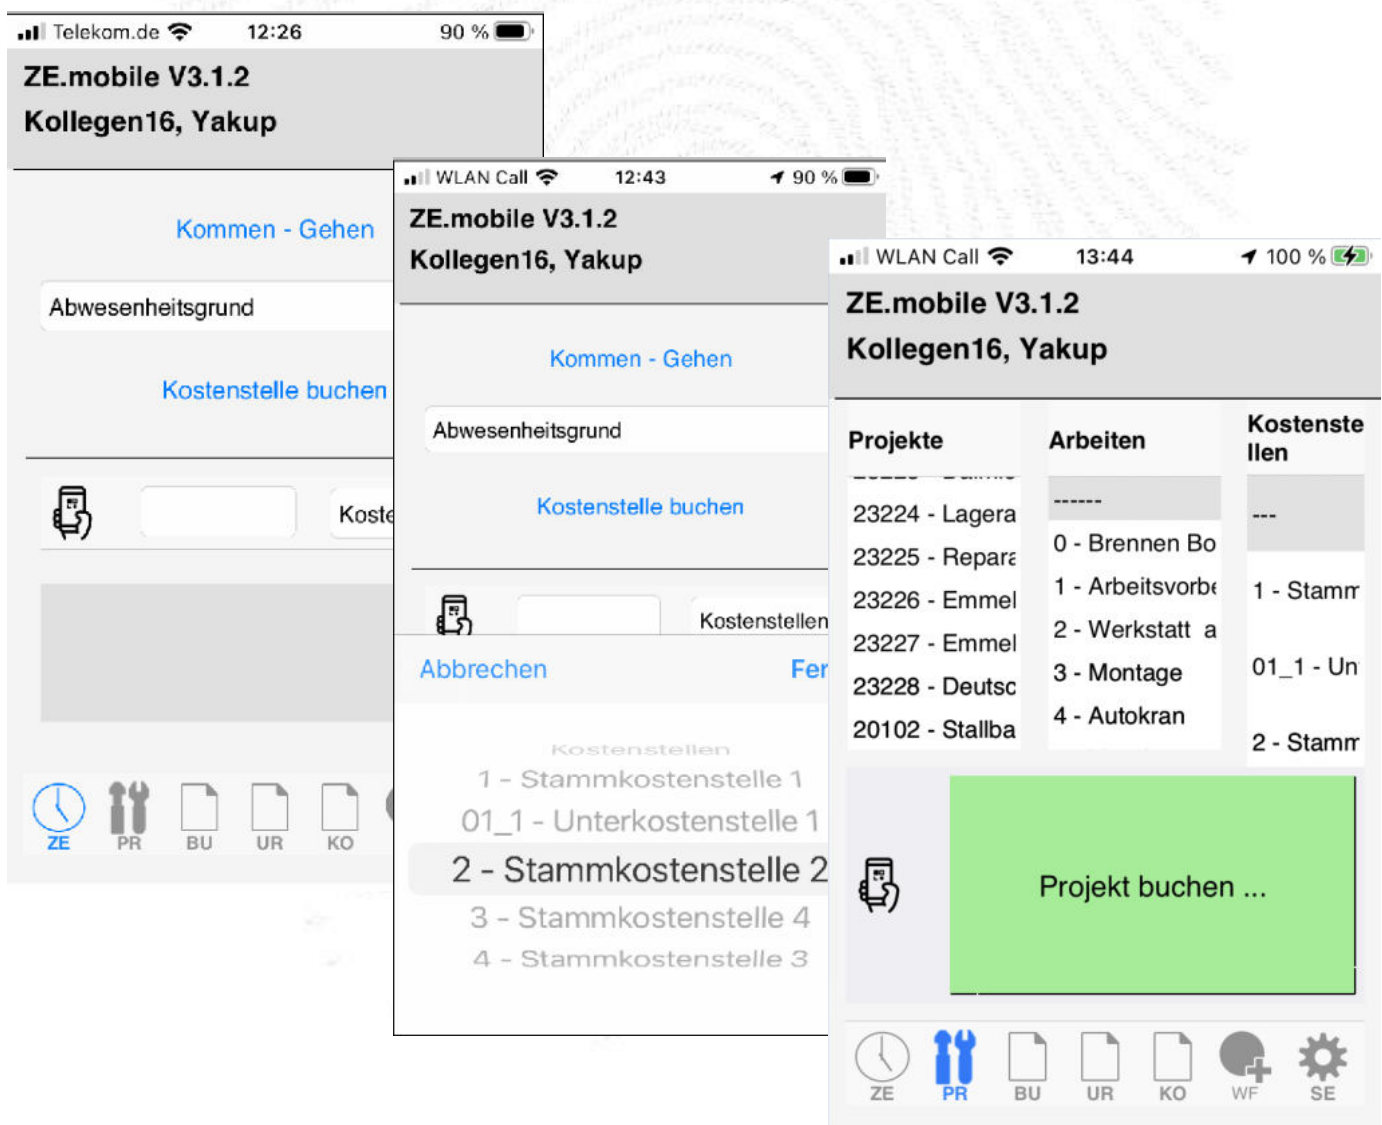 Telekom.de 12:26 90 %
ZE.mobile V3.1.2
Kollegen16, Yakup
Kommen - Gehen
Abwesenheitsgrund
Kostenstelle buchen
Koste
ZE PR BU UR KO
WLAN Call 12:43 90 %
ZE.mobile V3.1.2
Kollegen16, Yakup
Kommen - Gehen
Abwesenheitsgrund
Kostenstelle buchen
Kostenstellen
Abbrechen Fer
Kostenstellen
1 - Stammkostenstelle 1
01_1 - Unterkostenstelle 1
2 - Stammkostenstelle 2
3 - Stammkostenstelle 4
4 - Stammkostenstelle 3
WLAN Call 13:44 100 %
ZE.mobile V3.1.2
Kollegen16, Yakup
Projekte
23224 - Lagera
23225 - Repara
23226 - Emmel
23227 - Emmel
23228 - Deutsc
20102 - Stallba
Arbeiten
------
0 - Brennen Bo
1 - Arbeitsvorbe
2 - Werkstatt a
3 - Montage
4 - Autokran
Kostenste
llen
---
1 - Stamm
01_1 - Un
2 - Stamm
Projekt buchen ...
ZE PR BU UR KO WF SE